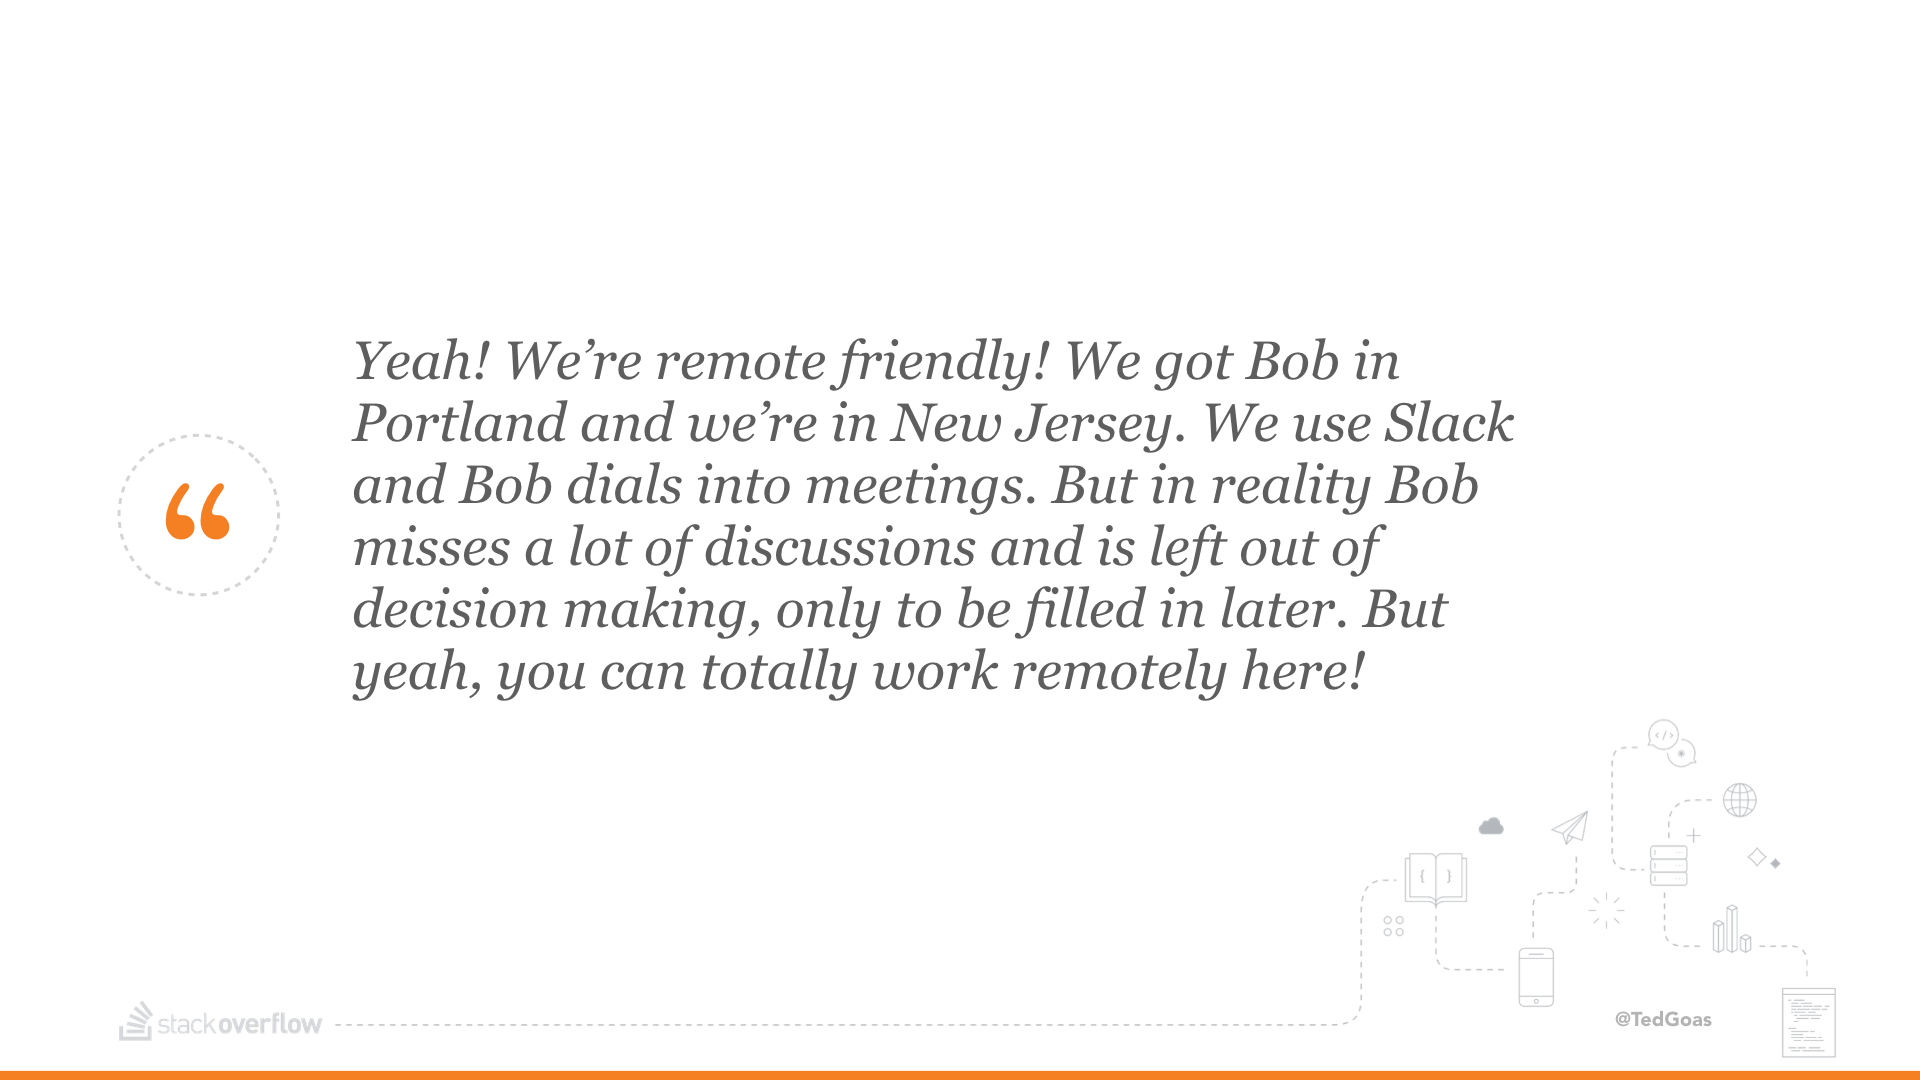 “
Yeah! We’re remote friendly! We got Bob in
Portland and we’re in New Jersey. We use Slack
and Bob dials into meetings. But in reality Bob
misses a lot of discussions and is left out of
decision making, only to be filled in later. But
yeah, you can totally work remotely here!
</>
{ }
stackoverflow
@TedGoas